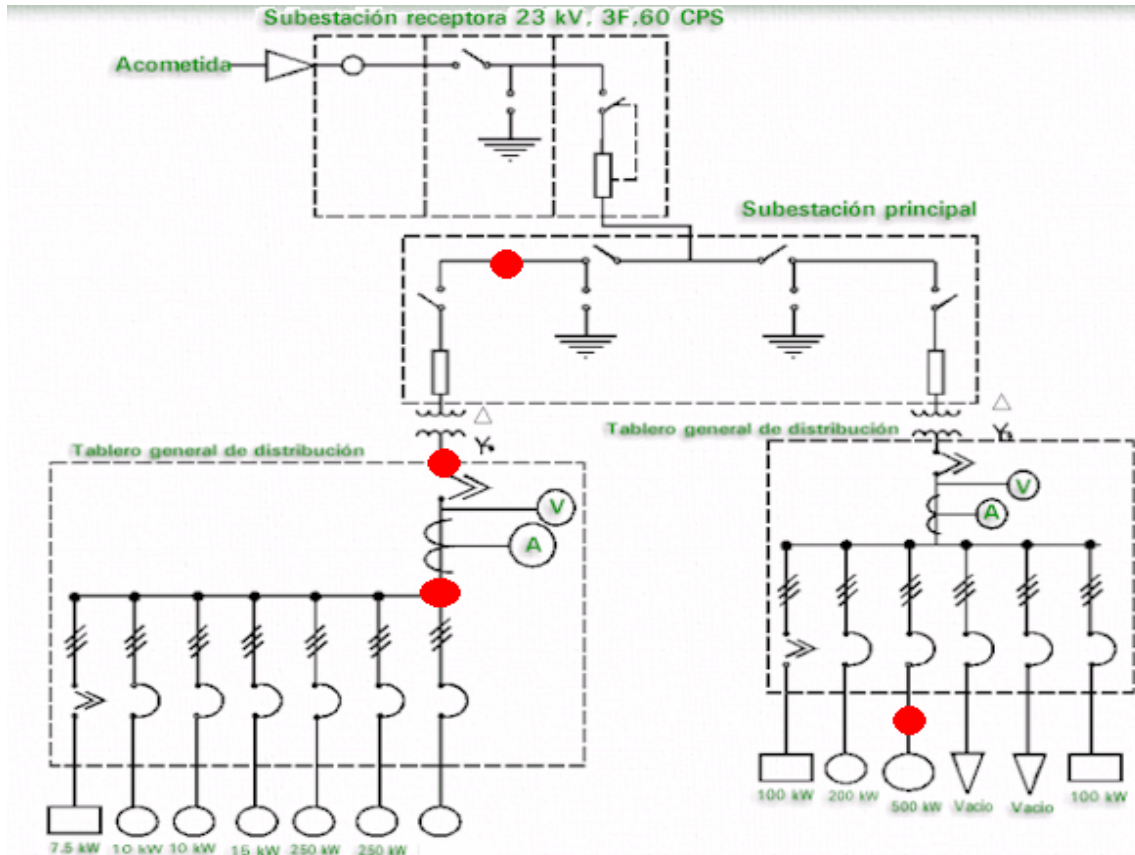 Subestación receptora 23 kV, 3F,60 CPS
Acometida
Subestación principal
Tablero general de distribución
Tablero general de distribución
V
A
V
A
7.5 kW 10 kW 10 kW 15 kW 250 kW 250 kW
100 kW 200 kW 500 kW Vacio Vacio 100 kW